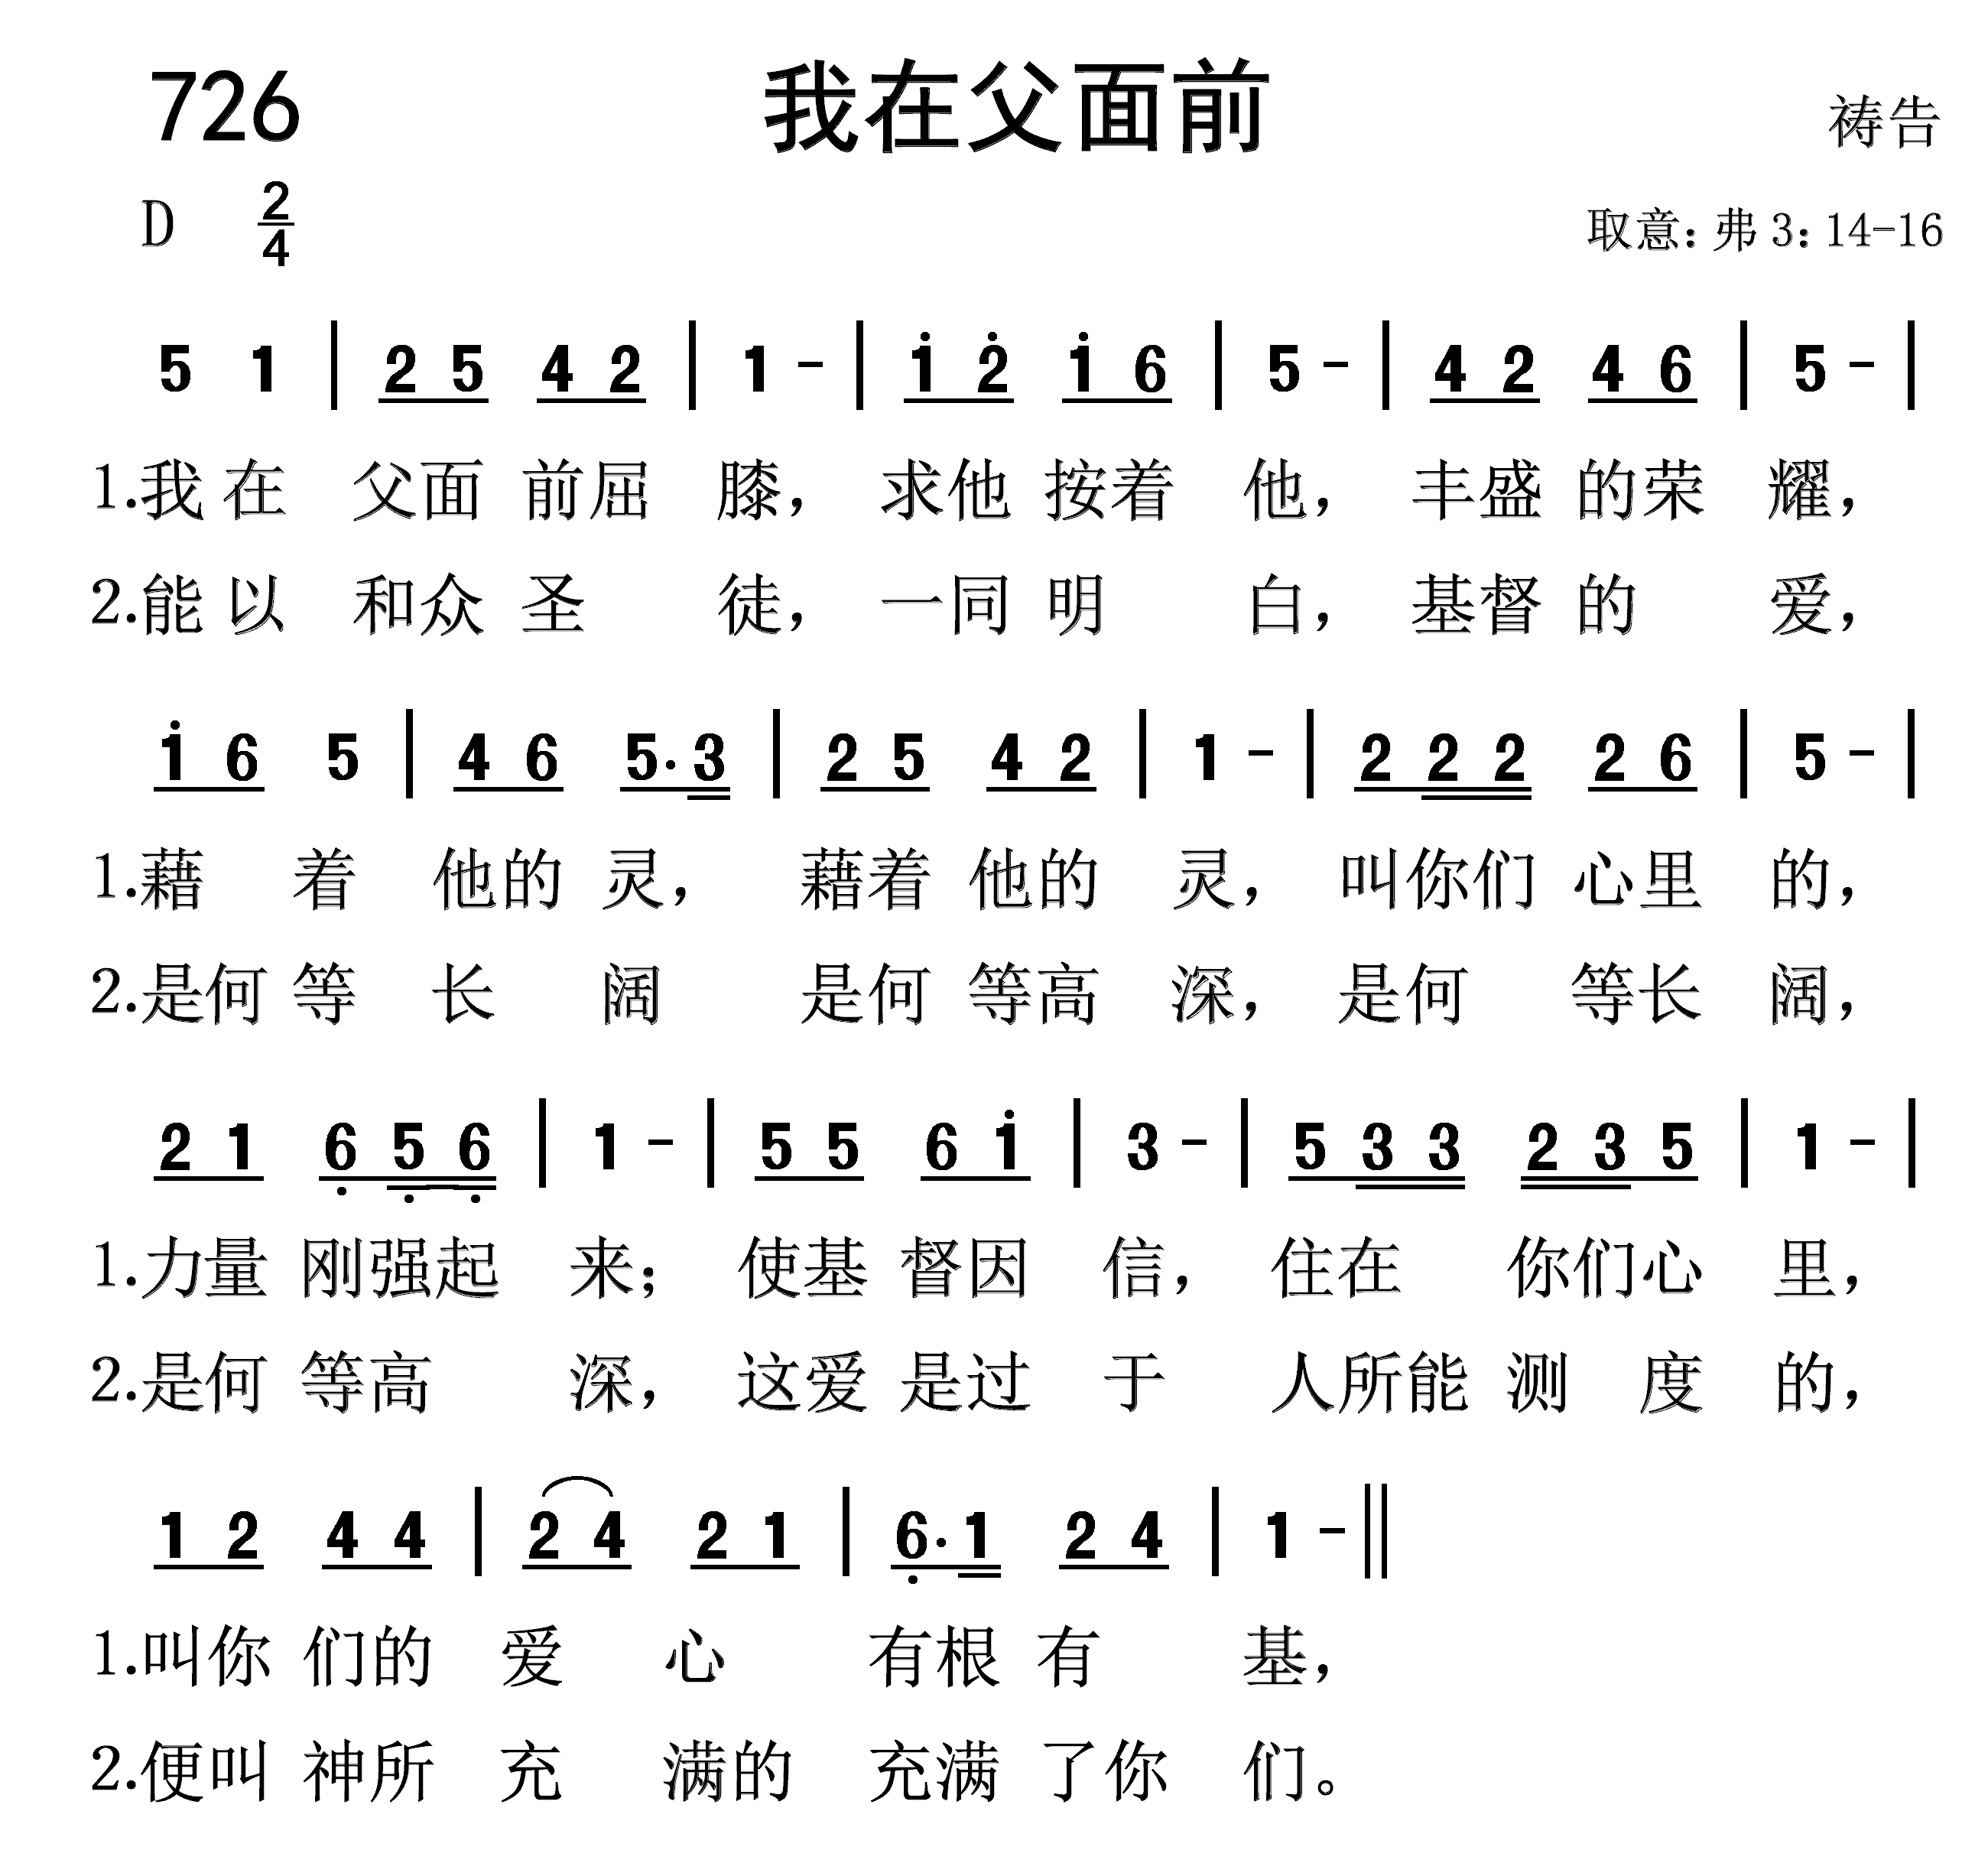 726 我在父面前 祷告
D 2/4 取意：弗 3：14-16
5 1 | 2 5 4 2 | 1 - | i 2̇ i 6 | 5 - | 4 2 4 6 | 5 - |
1.我在 父面 前屈 膝， 求他 按着 他， 丰盛 的荣 耀，
2.能以 和众 圣 徒， 一同 明 白， 基督 的 爱，
i 6 5 | 4 6 5·3 | 2 5 4 2 | 1 - | 2 2 2 2 6 | 5 - |
1.藉 着 他的 灵， 藉着 他的 灵， 叫你们 心里 的，
2.是何 等 长 阔 是何 等高 深， 是何 等长 阔，
2 1 6̣ 5̣ 6̣ | 1 - | 5 5 6 i | 3 - | 5 3 3 2 3 5 | 1 - |
1.力量 刚强起 来； 使基 督因 信， 住在 你们心 里，
2.是何 等高 深， 这爱 是过 于 人所能 测 度 的，
1 2 4 4 | 2 4 2 1 | 6̣·1 2 4 | 1 - ‖
1.叫你 们的 爱 心 有根 有 基，
2.便叫 神所 充 满的 充满 了你 们。